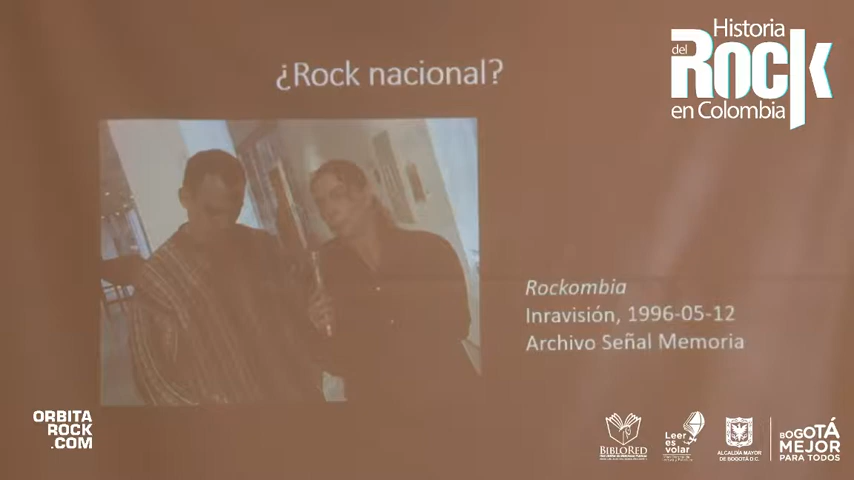 Historia
del
Rock
en Colombia
¿Rock nacional?
Rockombia
Inravisión, 1996-05-12
Archivo Señal Memoria
ORBITA
ROCK
.COM
BIBLORED
Leer
es
volar
ALCALDÍA MAYOR
DE BOGOTÁ D.C.
BOGOTÁ
MEJOR
PARA TODOS